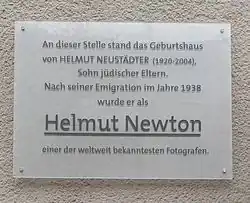 An dieser Stelle stand das Geburtshaus
von HELMUT NEUSTÄDTER (1920-2004),
Sohn jüdischer Eltern.
Nach seiner Emigration im Jahre 1938
wurde er als
Helmut Newton
einer der weltweit bekanntesten Fotografen.